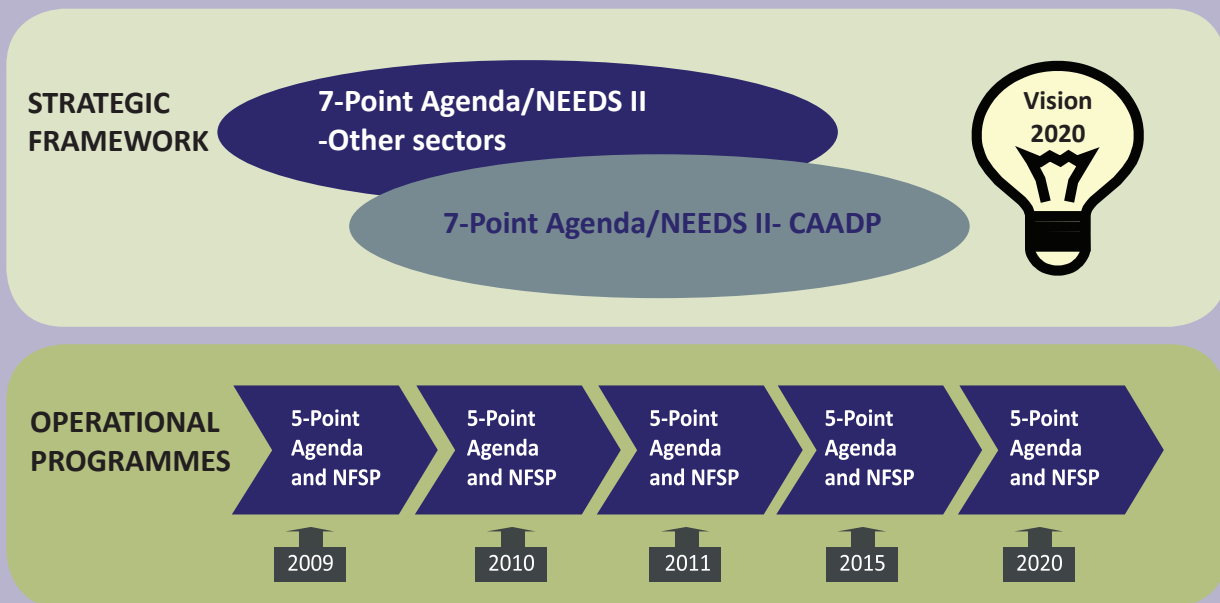 STRATEGIC
FRAMEWORK
7-Point Agenda/NEEDS II
-Other sectors
7-Point Agenda/NEEDS II- CAADP
Vision
2020
OPERATIONAL
PROGRAMMES
5-Point
Agenda
and NFSP
5-Point
Agenda
and NFSP
5-Point
Agenda
and NFSP
5-Point
Agenda
and NFSP
5-Point
Agenda
and NFSP
2009
2010
2011
2015
2020